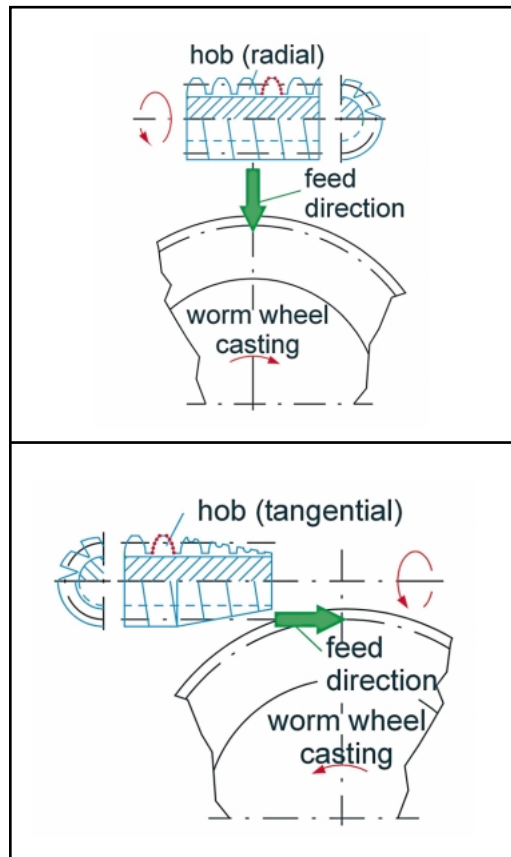 hob (radial)
feed
direction
worm wheel
casting
hob (tangential)
feed
direction
worm wheel
casting